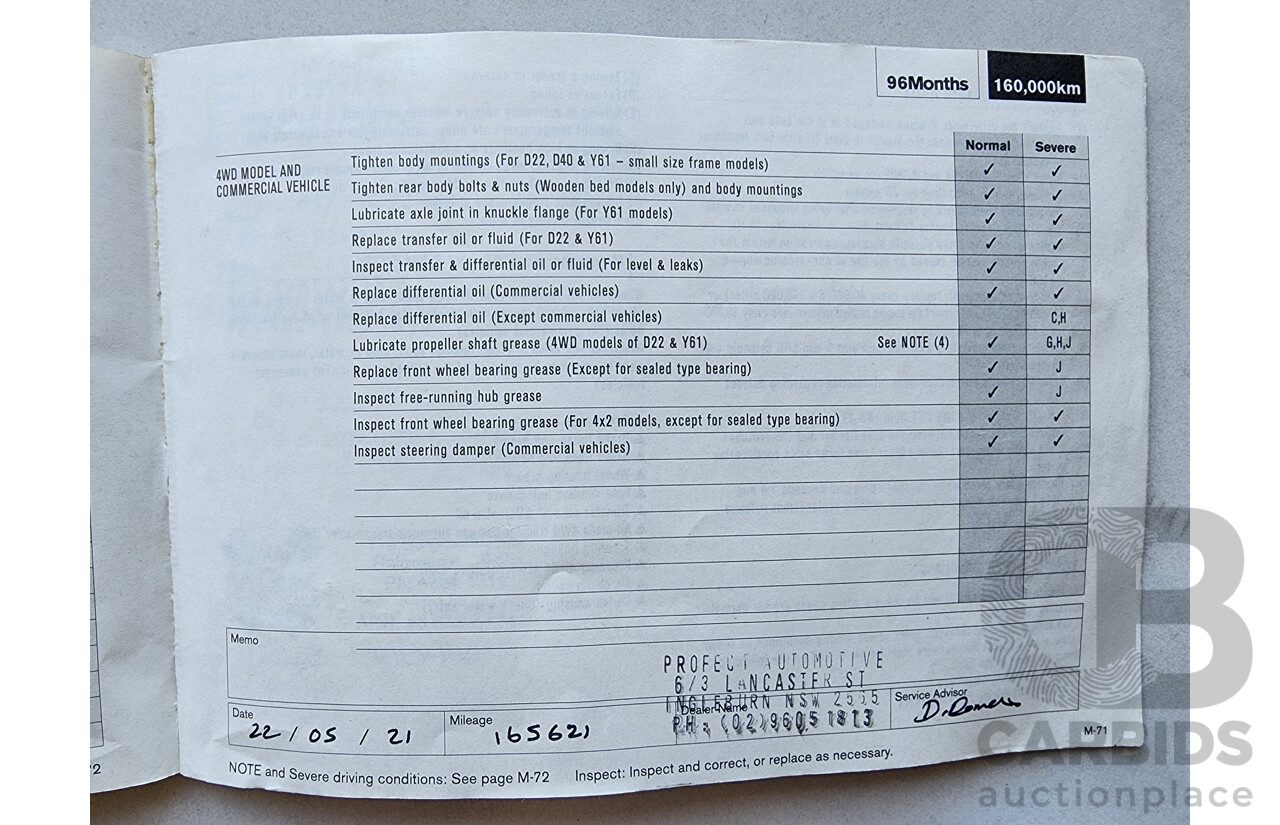 96Months 160,000km
Normal Severe
4WD MODEL AND
COMMERCIAL VEHICLE
Tighten body mountings (For D22, D40 & Y61 – small size frame models) ✓ ✓
Tighten rear body bolts & nuts (Wooden bed models only) and body mountings ✓ ✓
Lubricate axle joint in knuckle flange (For Y61 models) ✓ ✓
Replace transfer oil or fluid (For D22 & Y61) ✓ ✓
Inspect transfer & differential oil or fluid (For level & leaks) ✓ ✓
Replace differential oil (Commercial vehicles) ✓ ✓
Replace differential oil (Except commercial vehicles) C,H
Lubricate propeller shaft grease (4WD models of D22 & Y61) See NOTE (4) ✓ G,H,J
Replace front wheel bearing grease (Except for sealed type bearing) ✓ J
Inspect free-running hub grease ✓ J
Inspect front wheel bearing grease (For 4x2 models, except for sealed type bearing) ✓ ✓
Inspect steering damper (Commercial vehicles) ✓ ✓
Memo
PROFECT AUTOMOTIVE
6/3 LANCASTER ST
INGLEBURN NSW 2565
PH: (02) 9605 1813
Date 22 / 05 / 21
Mileage 165621
Dealer Name
Service Advisor
M-71
NOTE and Severe driving conditions: See page M-72 Inspect: Inspect and correct, or replace as necessary.
CARBIDS
auctionplace